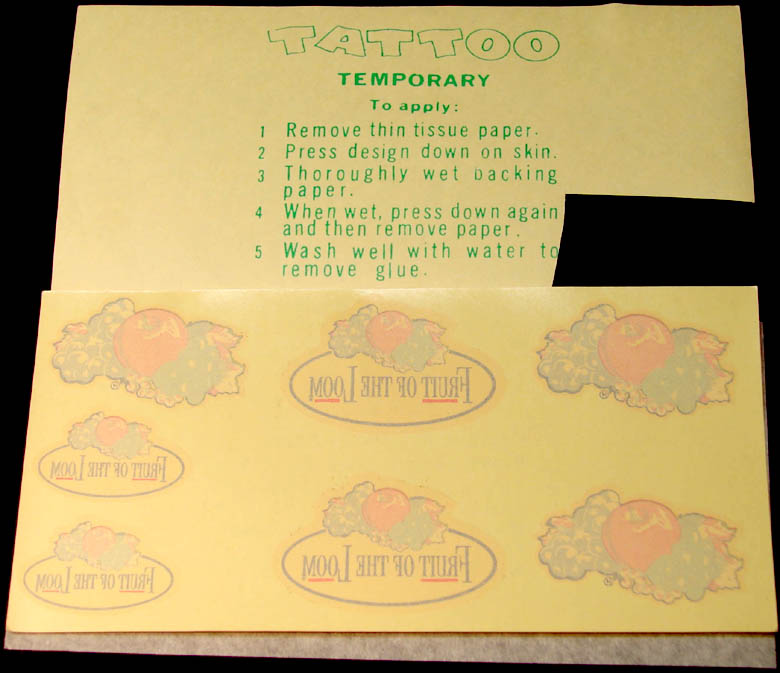 TATTOO
TEMPORARY
To apply:
1 Remove thin tissue paper.
2 Press design down on skin.
3 Thoroughly wet backing
paper.
4 When wet, press down again
and then remove paper.
5 Wash well with water to
remove glue.
FRUIT OF THE LOOM
FRUIT OF THE LOOM
FRUIT OF THE LOOM
FRUIT OF THE LOOM